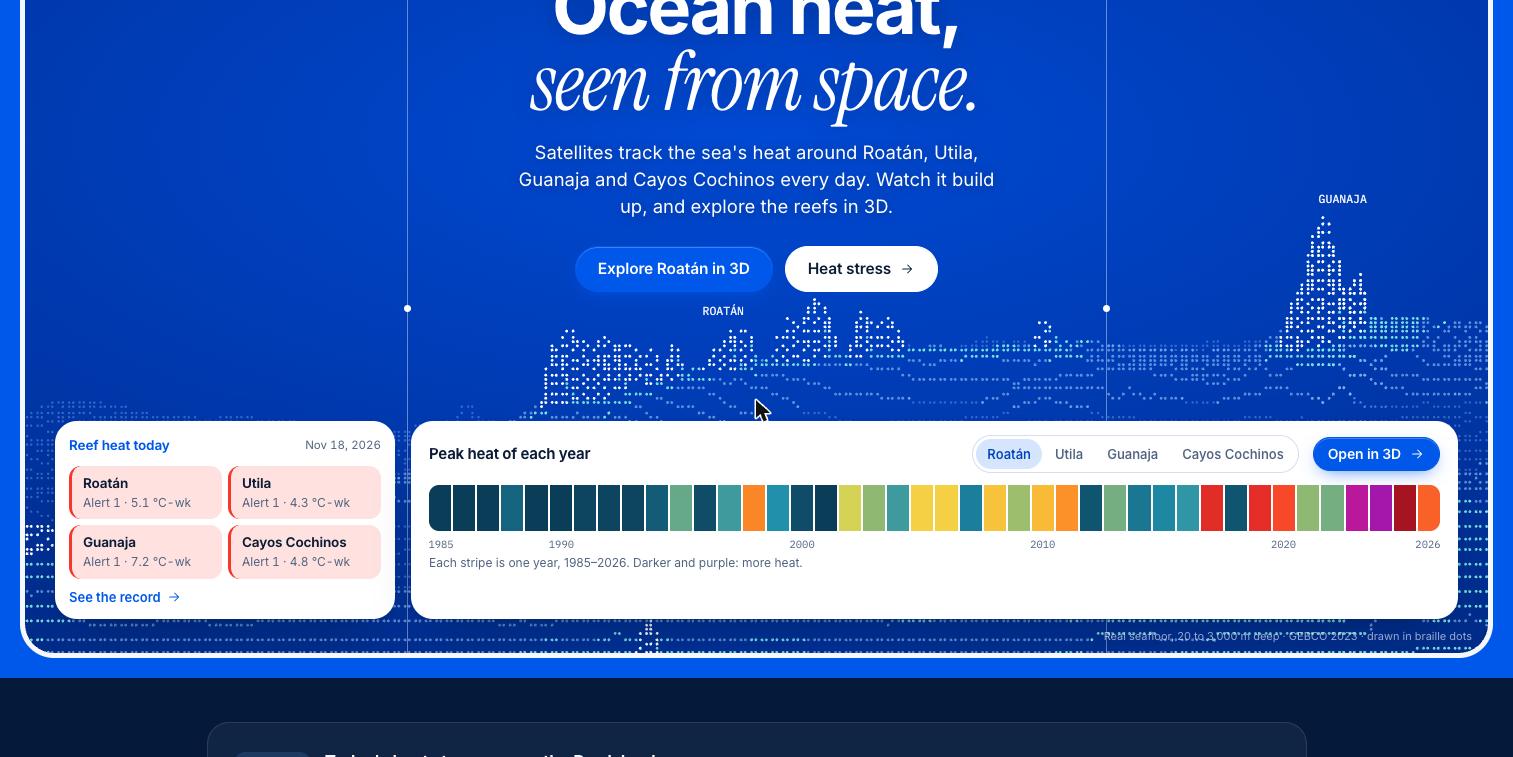 Ocean heat,
seen from space.
Satellites track the sea's heat around Roatán, Utila,
Guanaja and Cayos Cochinos every day. Watch it build
up, and explore the reefs in 3D.
Explore Roatán in 3D
Heat stress →
GUANAJA
ROATÁN
Reef heat today
Nov 18, 2026
Roatán
Alert 1 · 5.1 °C-wk
Utila
Alert 1 · 4.3 °C-wk
Guanaja
Alert 1 · 7.2 °C-wk
Cayos Cochinos
Alert 1 · 4.8 °C-wk
See the record →
Peak heat of each year
Roatán
Utila
Guanaja
Cayos Cochinos
Open in 3D →
1985
1990
2000
2010
2020
2026
Each stripe is one year, 1985–2026. Darker and purple: more heat.
Real seafloor, 20 to 3,000 m deep · GEBCO 2023 · drawn in braille dots